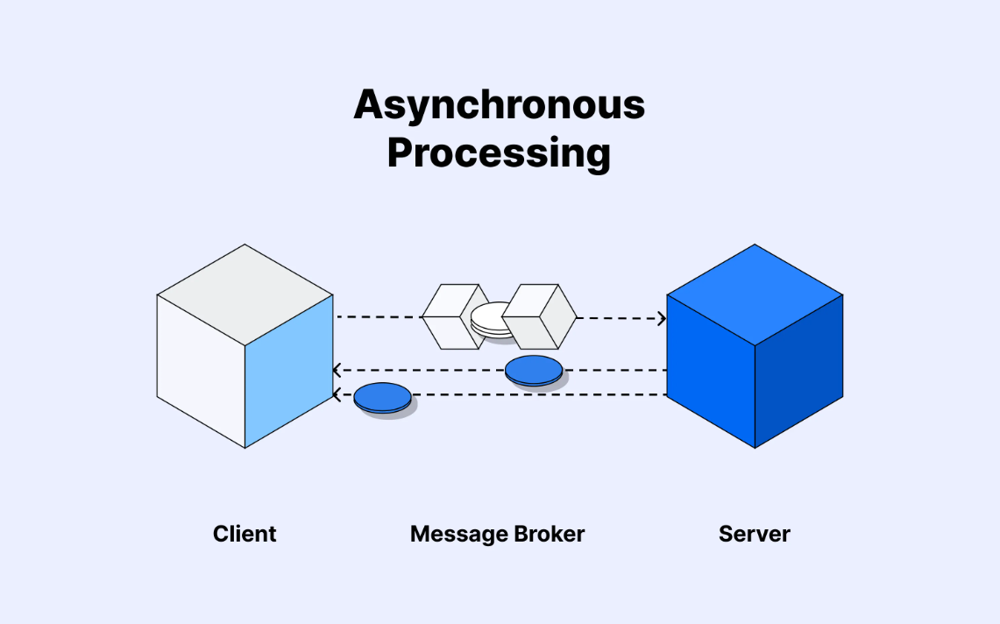 Asynchronous
Processing
Client
Message Broker
Server